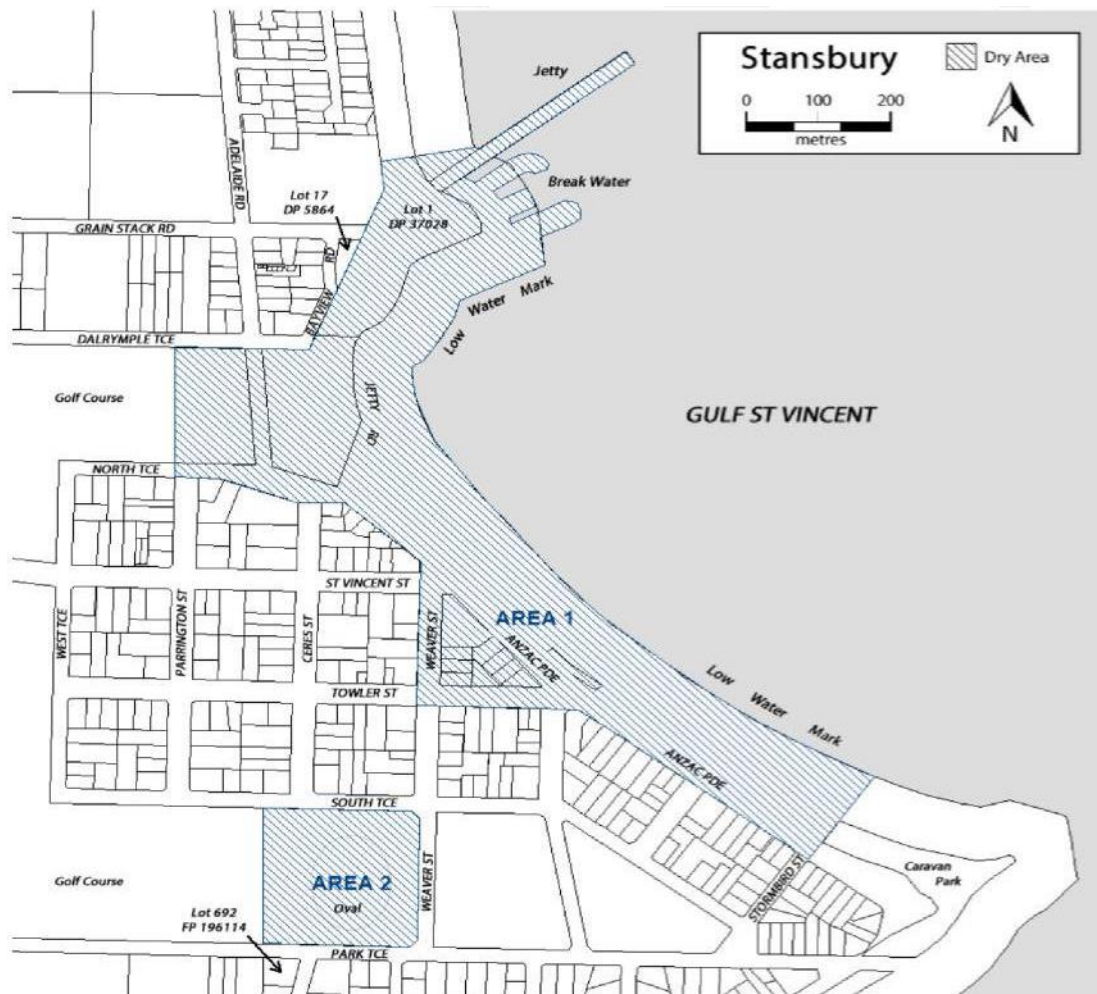 Stansbury
Dry Area
0 100 200
metres
N
Jetty
Break Water
ADELAIDE RD
Lot 17
DP 5864
Lot 1
DP 37028
GRAIN STACK RD
BAYVIEW RD
Low Water Mark
DALRYMPLE TCE
Golf Course
JETTY RD
GULF ST VINCENT
NORTH TCE
ST VINCENT ST
WEST TCE
PARRINGTON ST
CERES ST
WEAVER ST
AREA 1
ANZAC PDE
TOWLER ST
Low Water Mark
ANZAC PDE
SOUTH TCE
Golf Course
AREA 2
Oval
WEAVER ST
STORMBIRD ST
Caravan
Park
Lot 692
FP 196114
PARK TCE